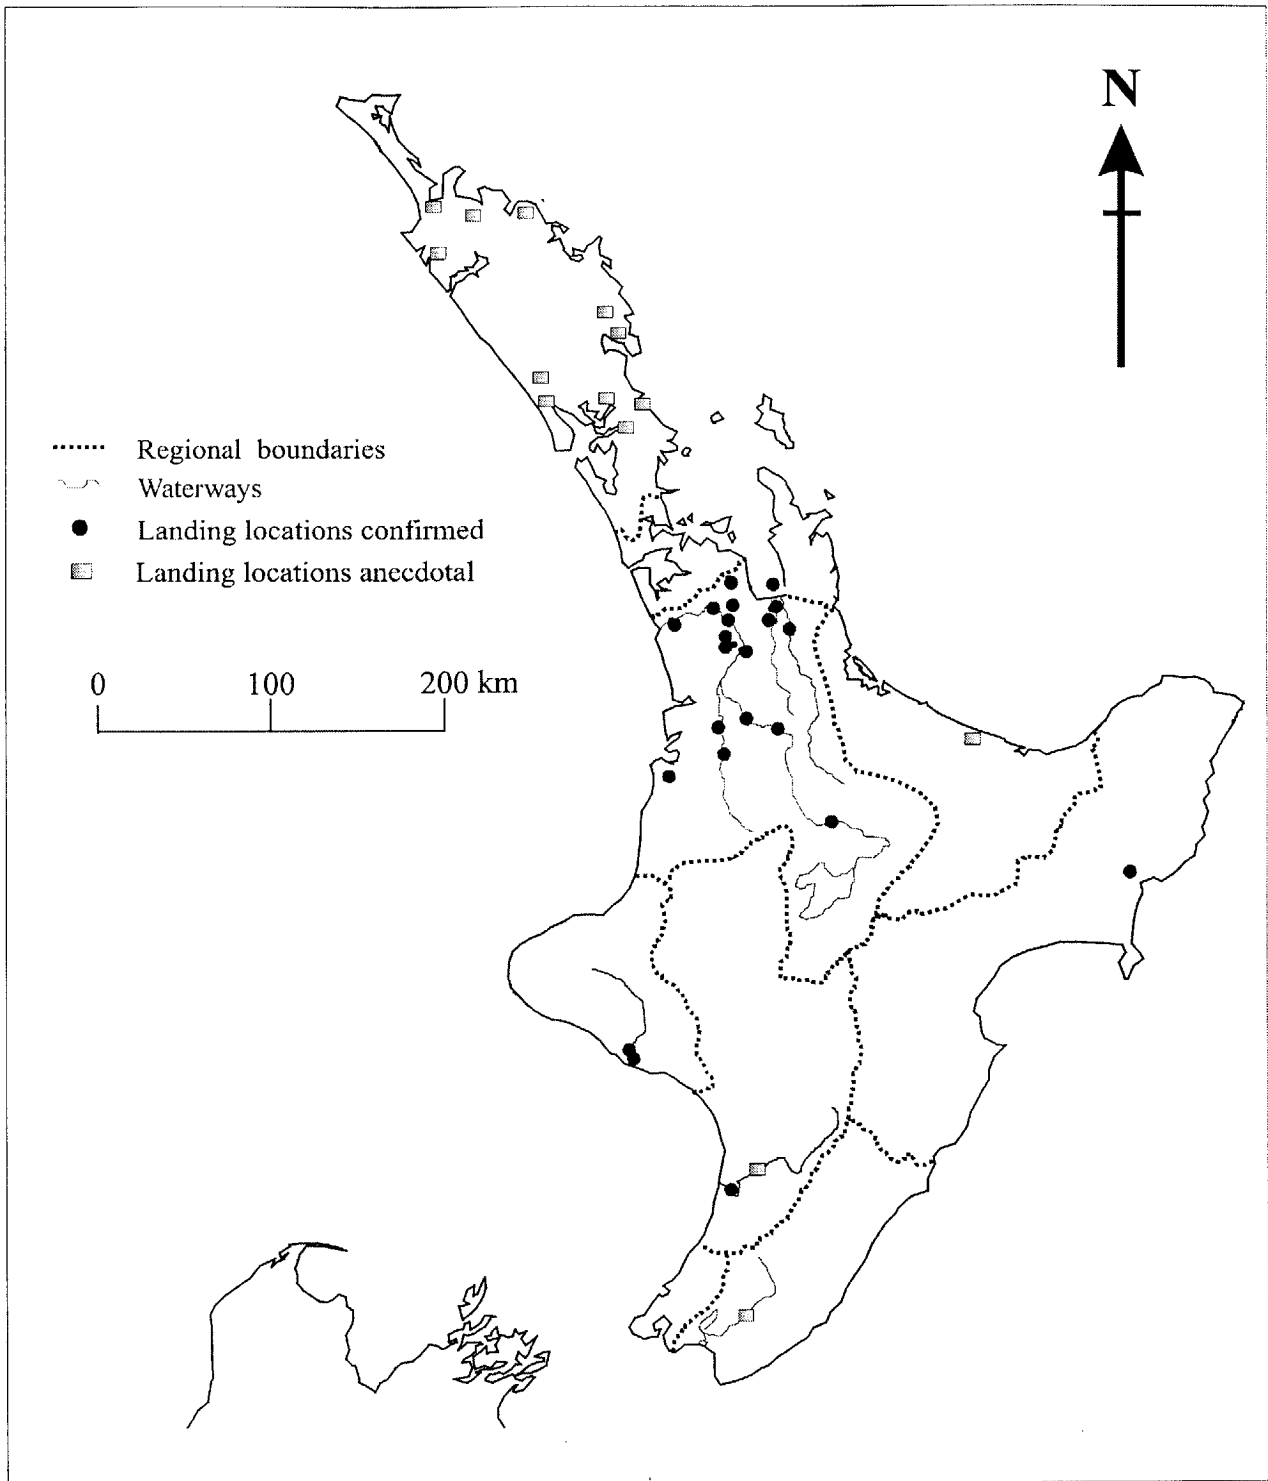 N
Regional boundaries
Waterways
Landing locations confirmed
Landing locations anecdotal
0 100 200 km